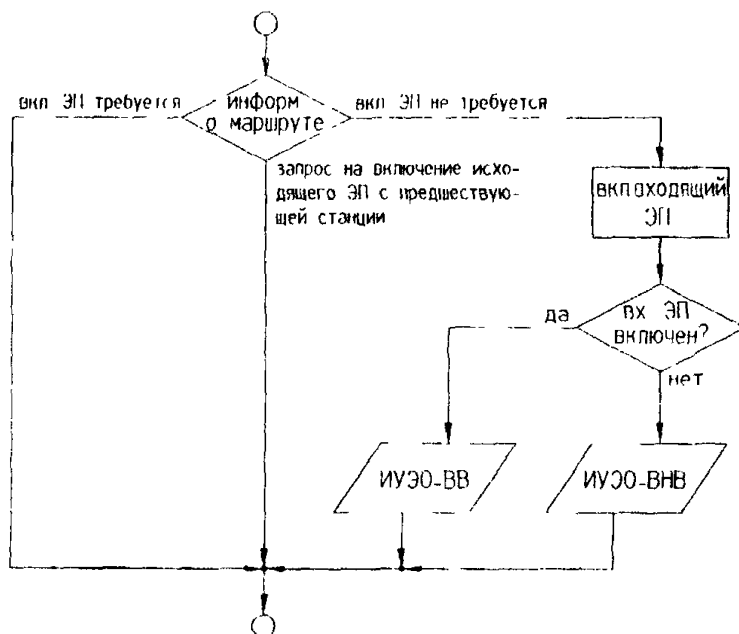 вкл ЭП требуется
информ
о маршруте
вкл ЭП не требуется
запрос на включение исхо-
дящего ЭП с предшествую-
щей станции
вкл входящий
ЭП
вх ЭП
включен?
да
нет
ИУЭО-ВВ
ИУЭО-ВНВ